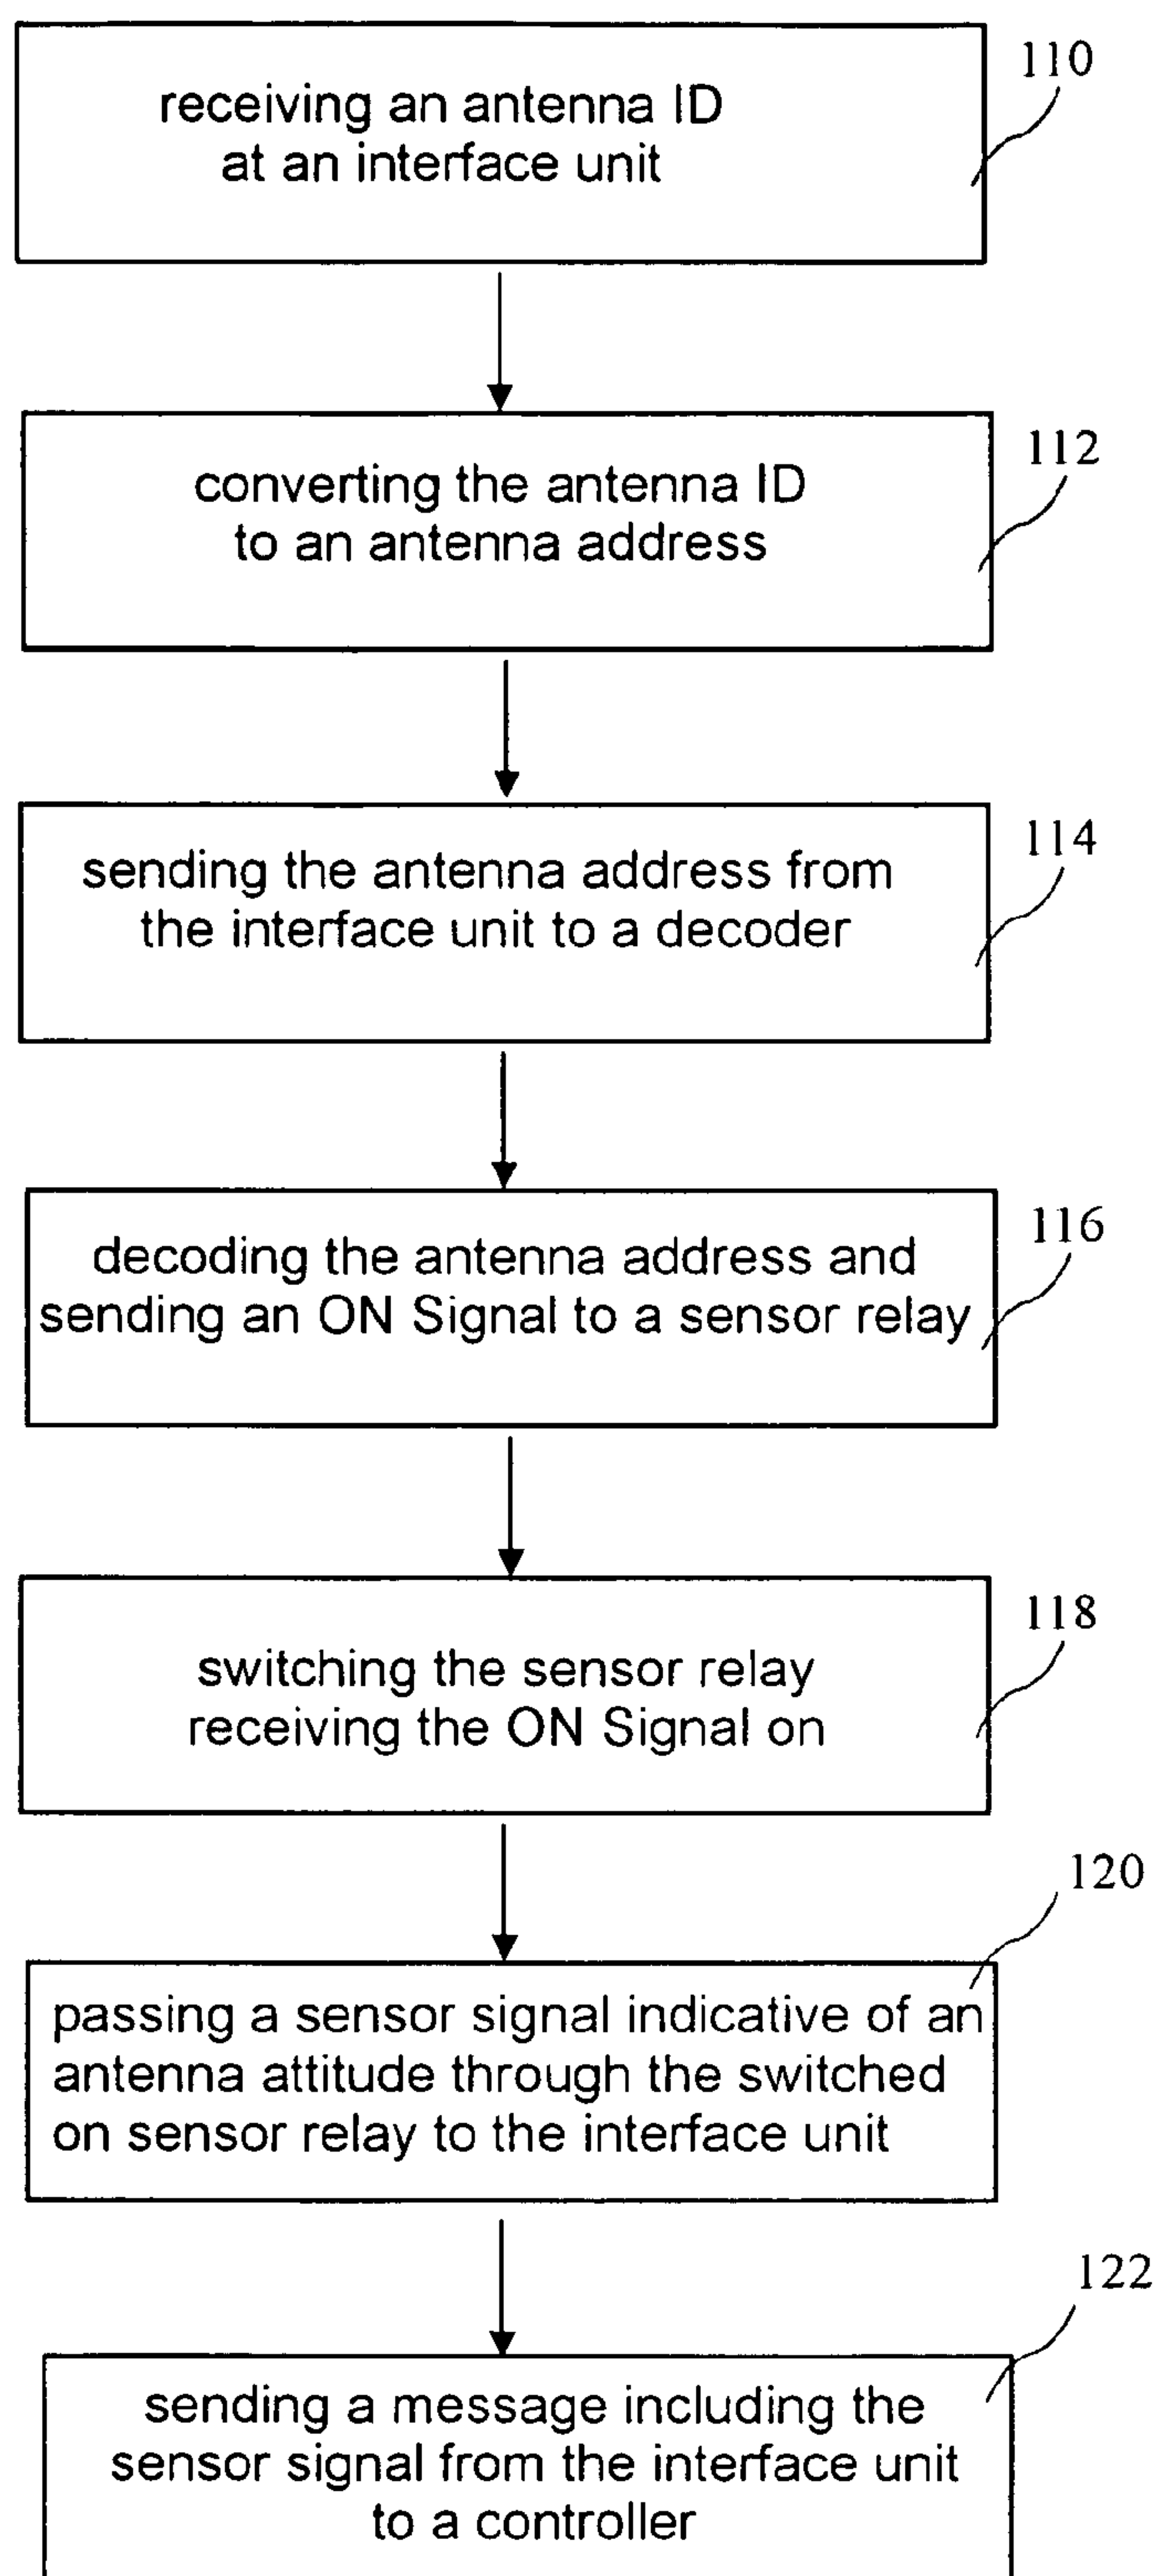 receiving an antenna ID
at an interface unit
110
converting the antenna ID
to an antenna address
112
sending the antenna address from
the interface unit to a decoder
114
decoding the antenna address and
sending an ON Signal to a sensor relay
116
switching the sensor relay
receiving the ON Signal on
118
passing a sensor signal indicative of an
antenna attitude through the switched
on sensor relay to the interface unit
120
sending a message including the
sensor signal from the interface unit
to a controller
122